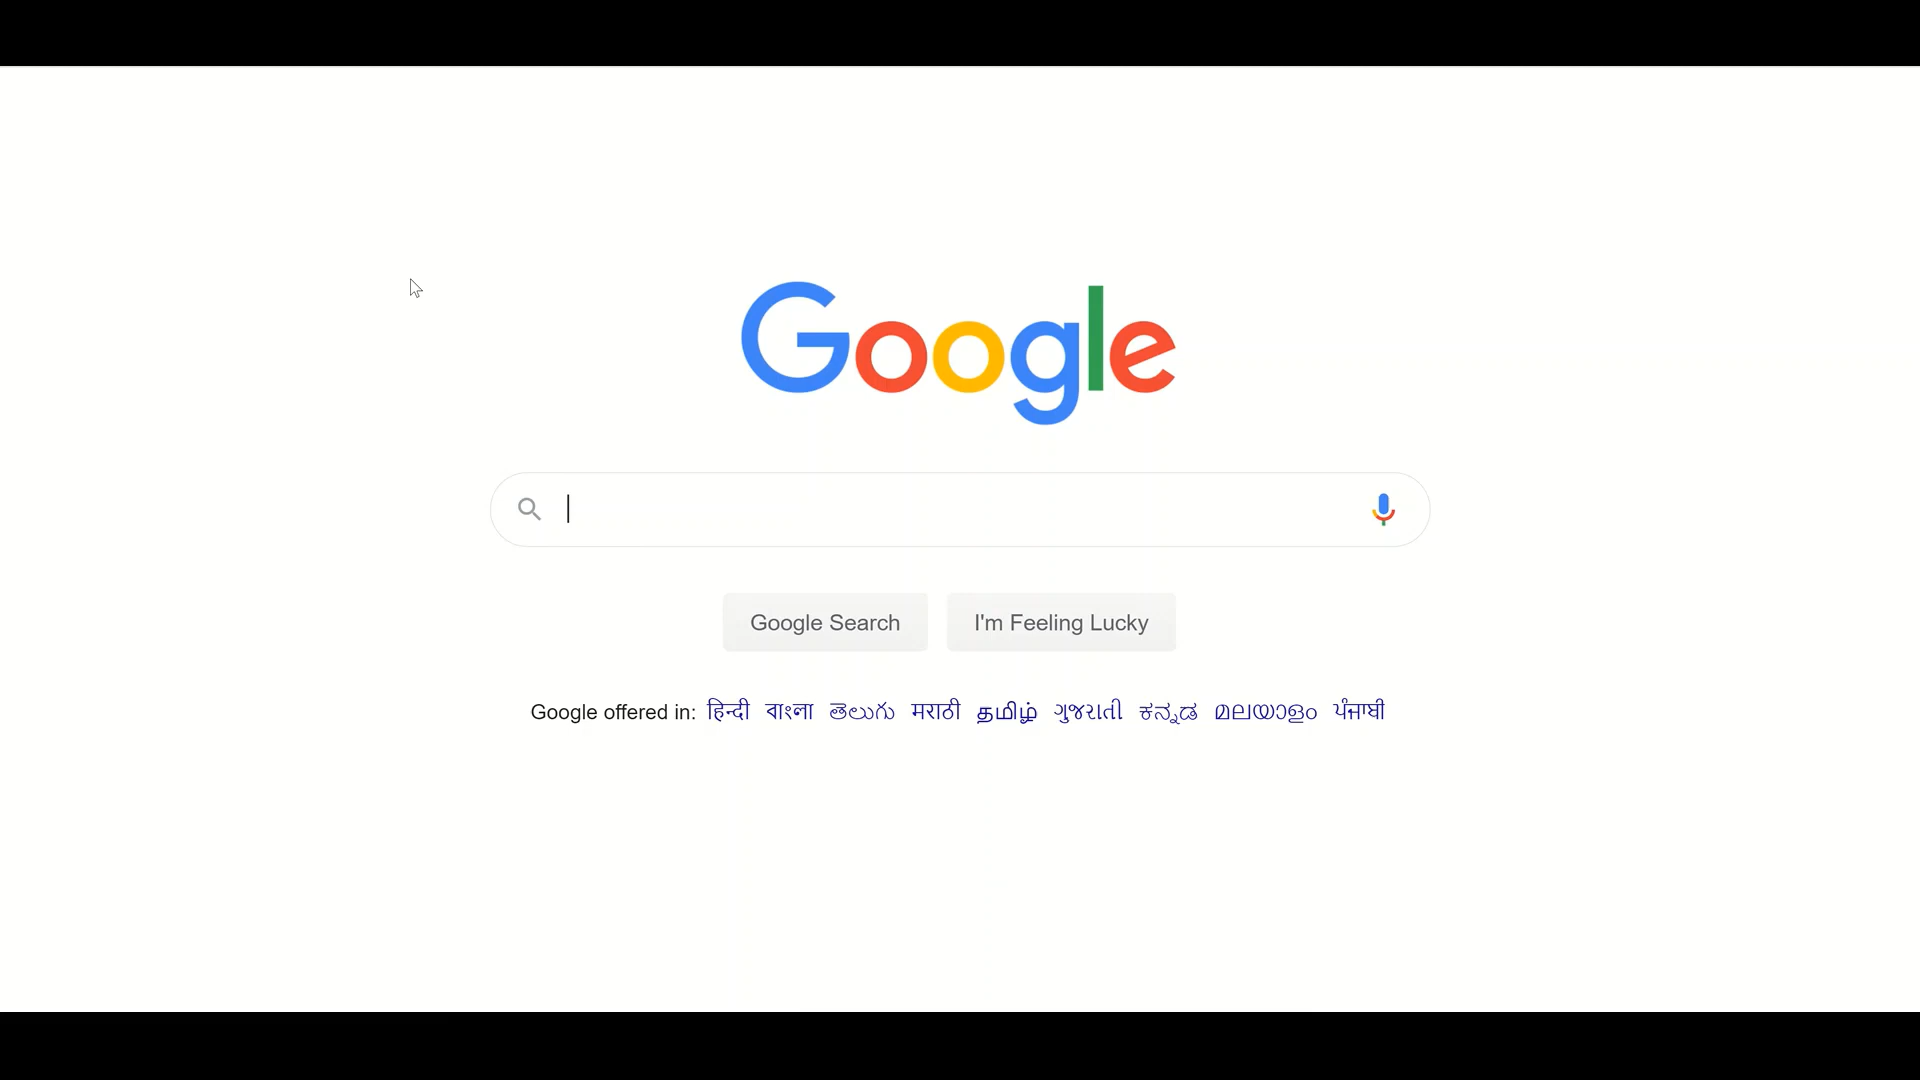 Google
Google Search I'm Feeling Lucky
Google offered in: हिन्दी বাংলা తెలుగు मराठी தமிழ் ગુજરાતી ಕನ್ನಡ മലയാളം ਪੰਜਾਬੀ